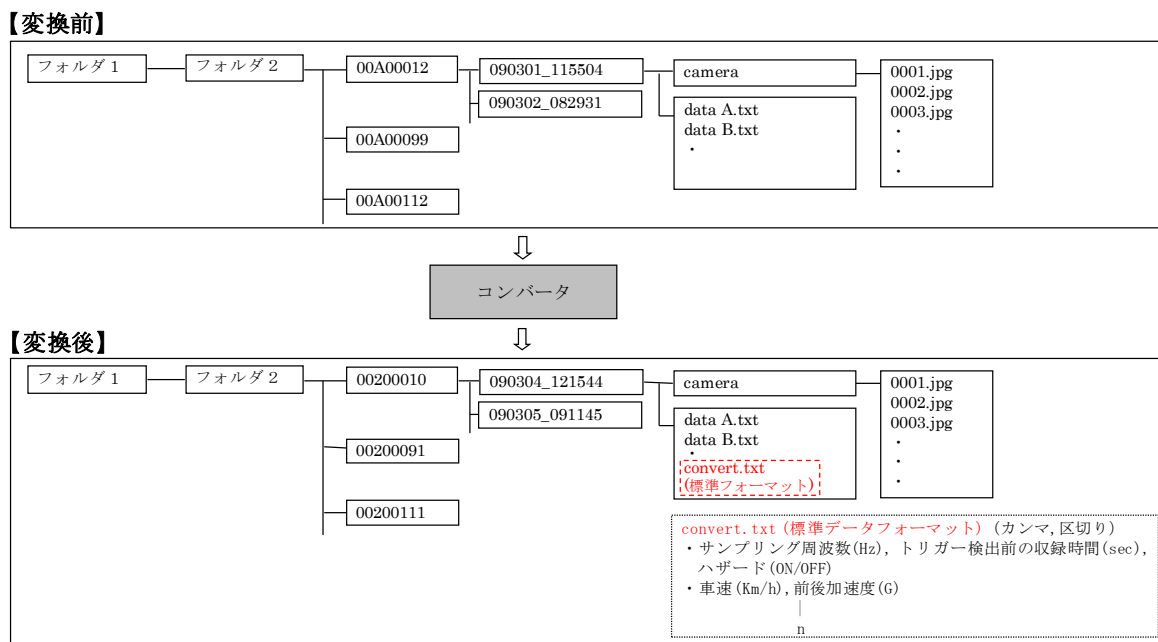 【変換前】
フォルダ1
フォルダ2
00A00012
090301_115504
camera
0001.jpg
0002.jpg
0003.jpg
・
・
・
090302_082931
data A.txt
data B.txt
・
00A00099
00A00112
コンバータ
【変換後】
フォルダ1
フォルダ2
00200010
090304_121544
camera
0001.jpg
0002.jpg
0003.jpg
・
・
・
090305_091145
data A.txt
data B.txt
・
convert.txt
(標準フォーマット)
00200091
00200111
convert.txt(標準データフォーマット) (カンマ,区切り)
・サンプリング周波数(Hz), トリガー検出前の収録時間(sec),
ハザード(ON/OFF)
・車速(Km/h),前後加速度(G)
|
n